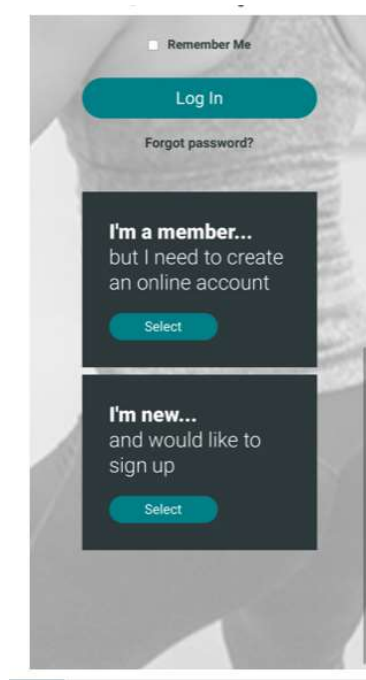 Remember Me
Log In
Forgot password?
I'm a member...
but I need to create
an online account
Select
I'm new...
and would like to
sign up
Select